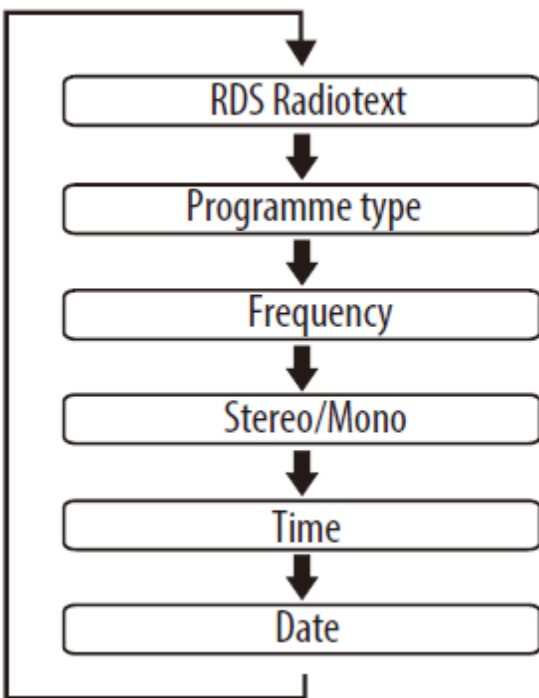 RDS Radiotext
Programme type
Frequency
Stereo/Mono
Time
Date